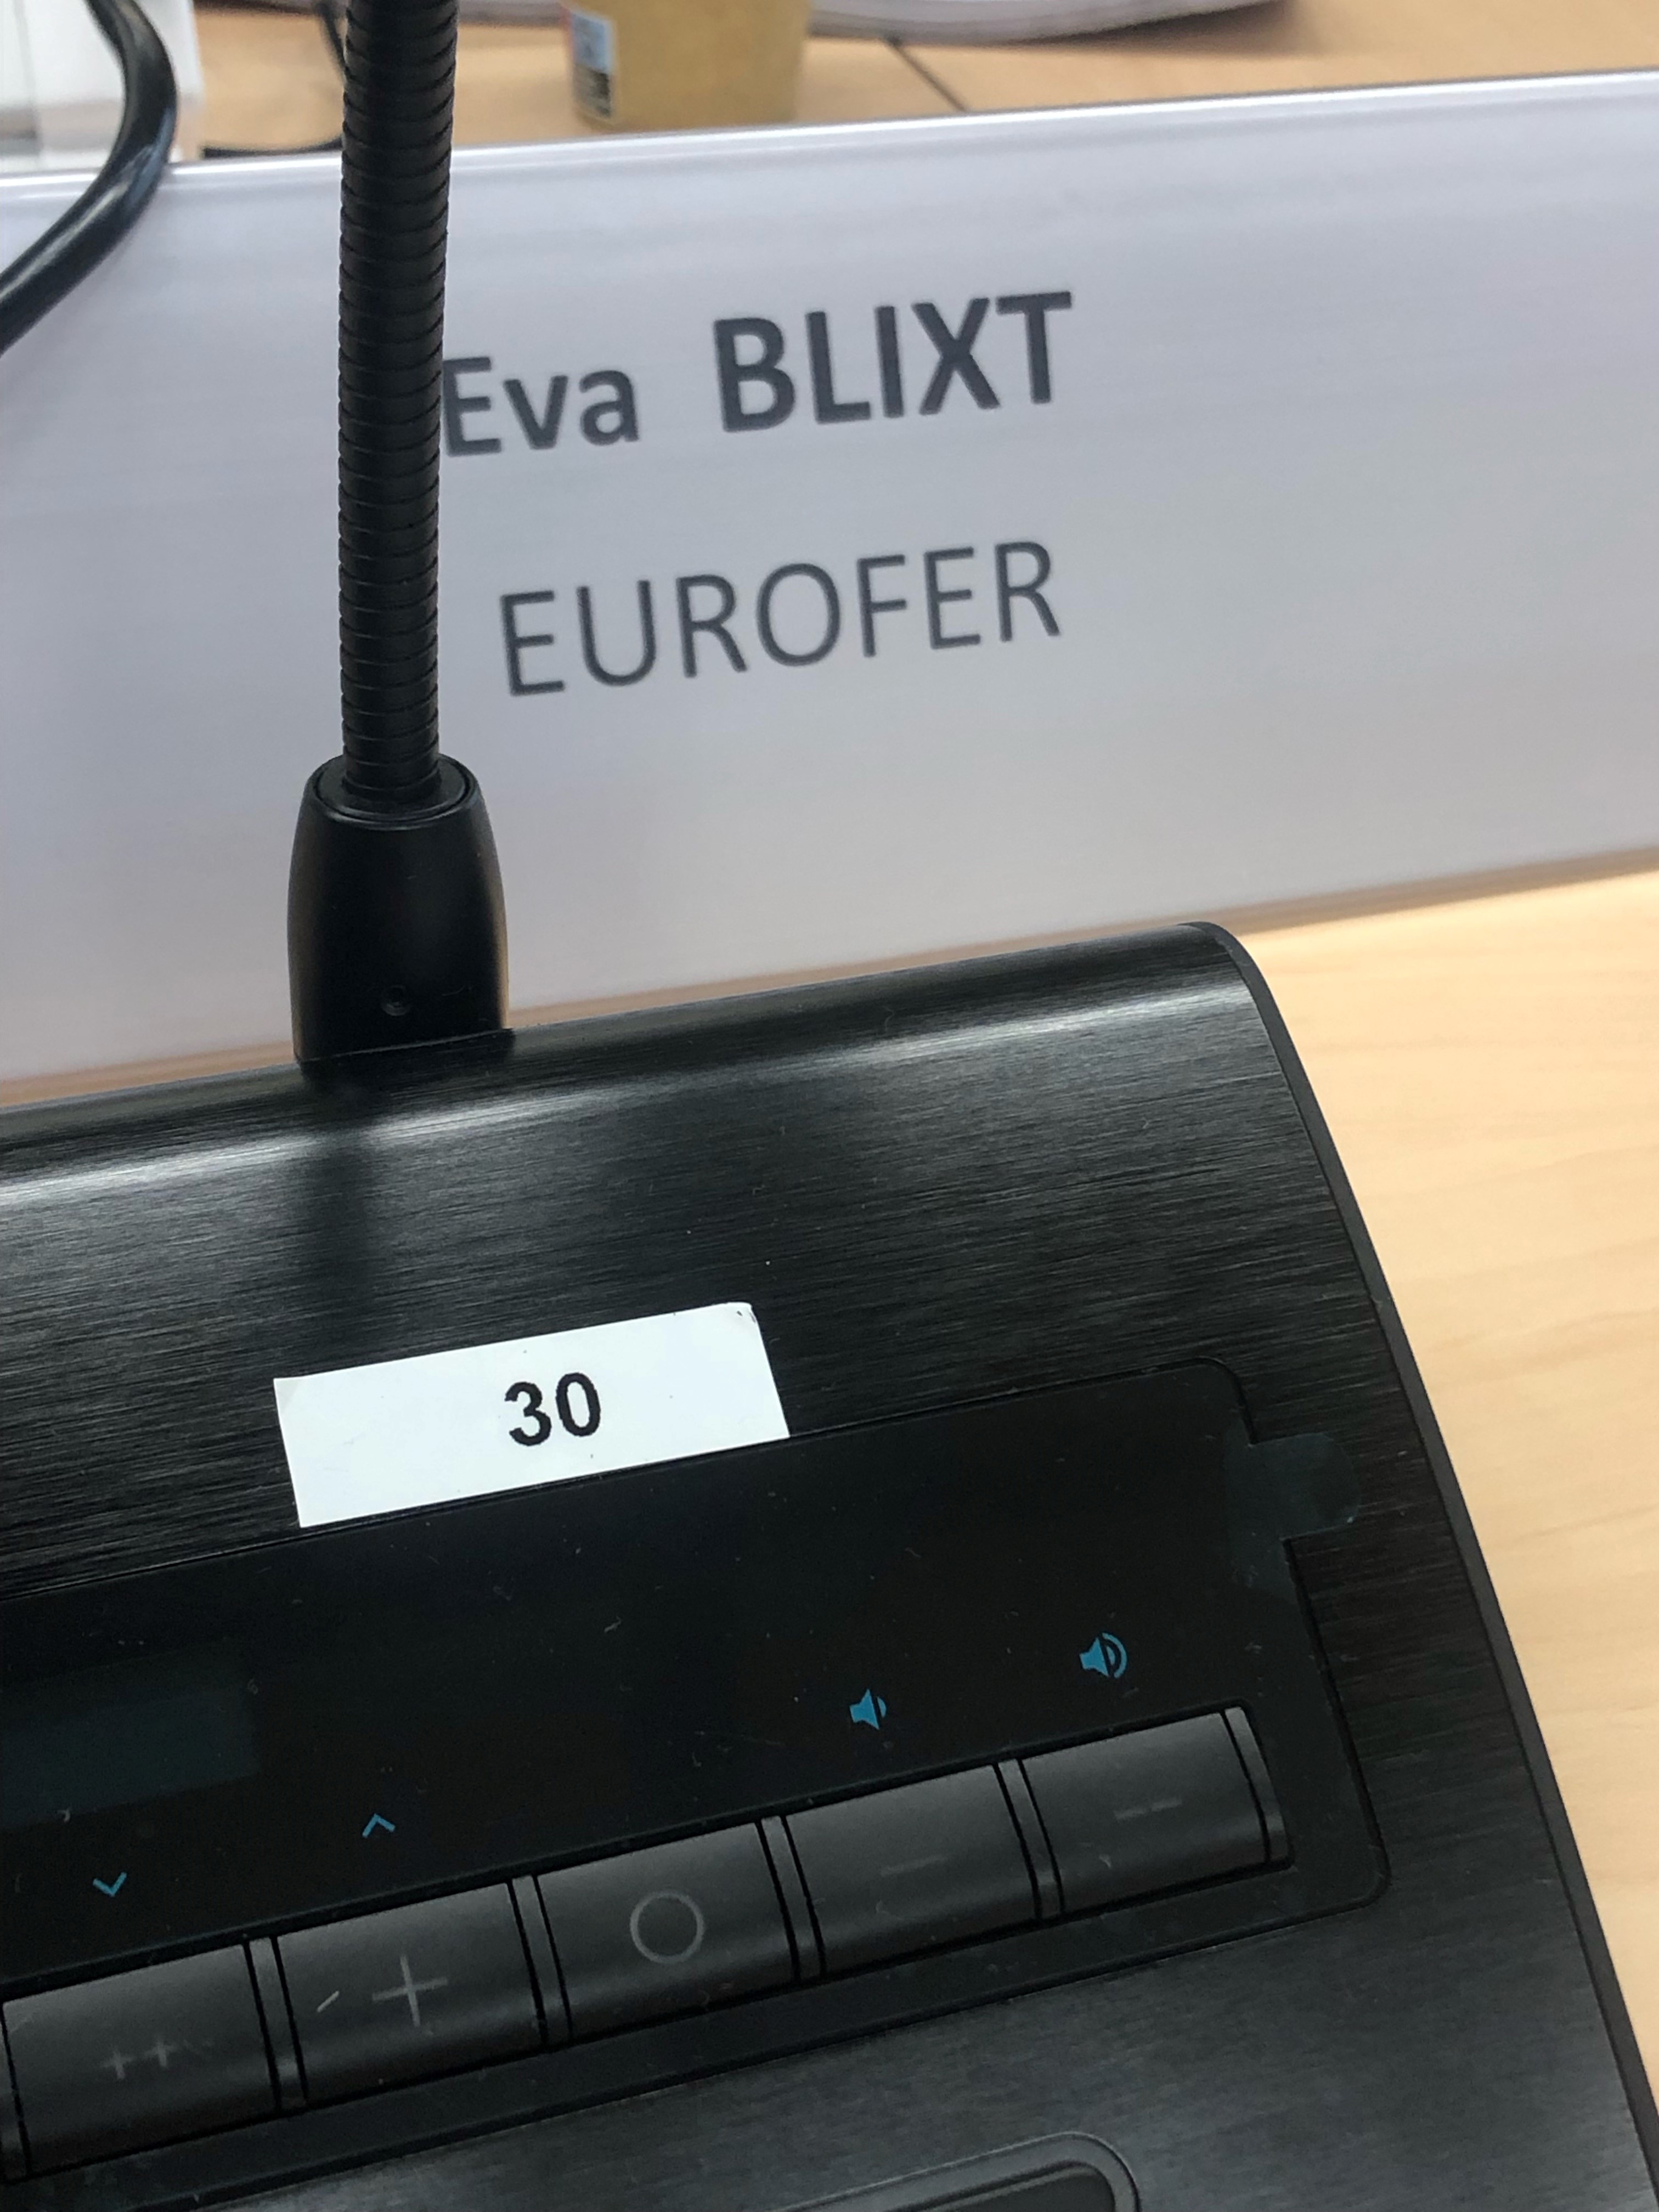 Eva BLIXT
EUROFER
30
++ + ○ - --